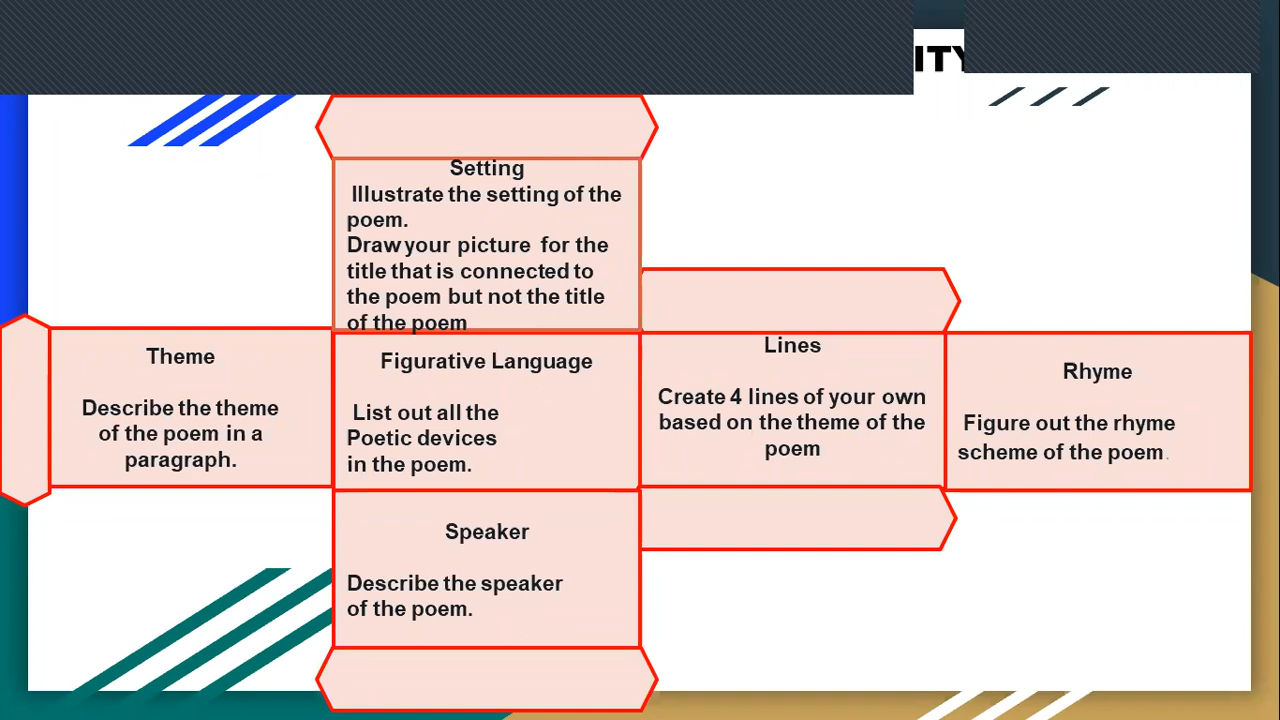 ITY
Setting
Illustrate the setting of the
poem.
Draw your picture for the
title that is connected to
the poem but not the title
of the poem
Theme
Describe the theme
of the poem in a
paragraph.
Figurative Language
List out all the
Poetic devices
in the poem.
Lines
Create 4 lines of your own
based on the theme of the
poem
Rhyme
Figure out the rhyme
scheme of the poem.
Speaker
Describe the speaker
of the poem.